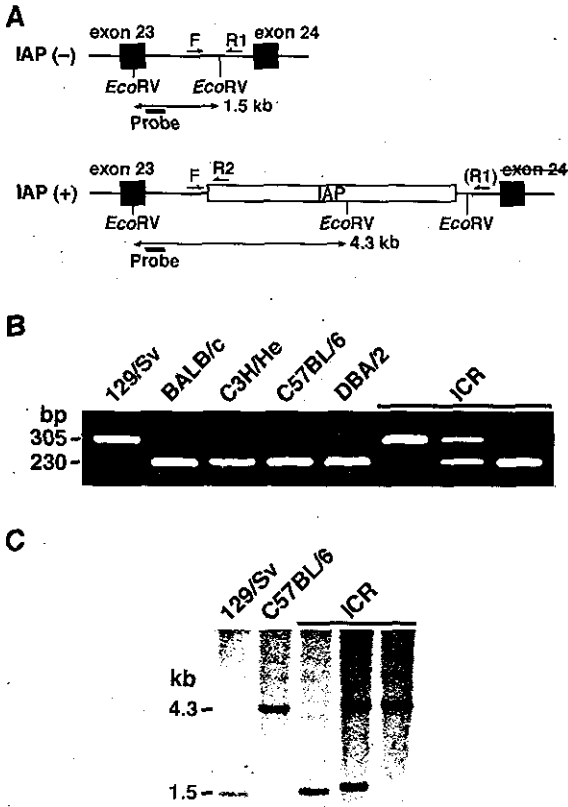 A
IAP (–)
exon 23
F
R1
exon 24
EcoRV
EcoRV
1.5 kb
Probe
IAP (+)
exon 23
F
R2
IAP
(R1)
exon 24
EcoRV
EcoRV
EcoRV
4.3 kb
Probe
B
129/Sv
BALB/c
C3H/He
C57BL/6
DBA/2
ICR
bp
305
230
C
129/Sv
C57BL/6
ICR
kb
4.3
1.5